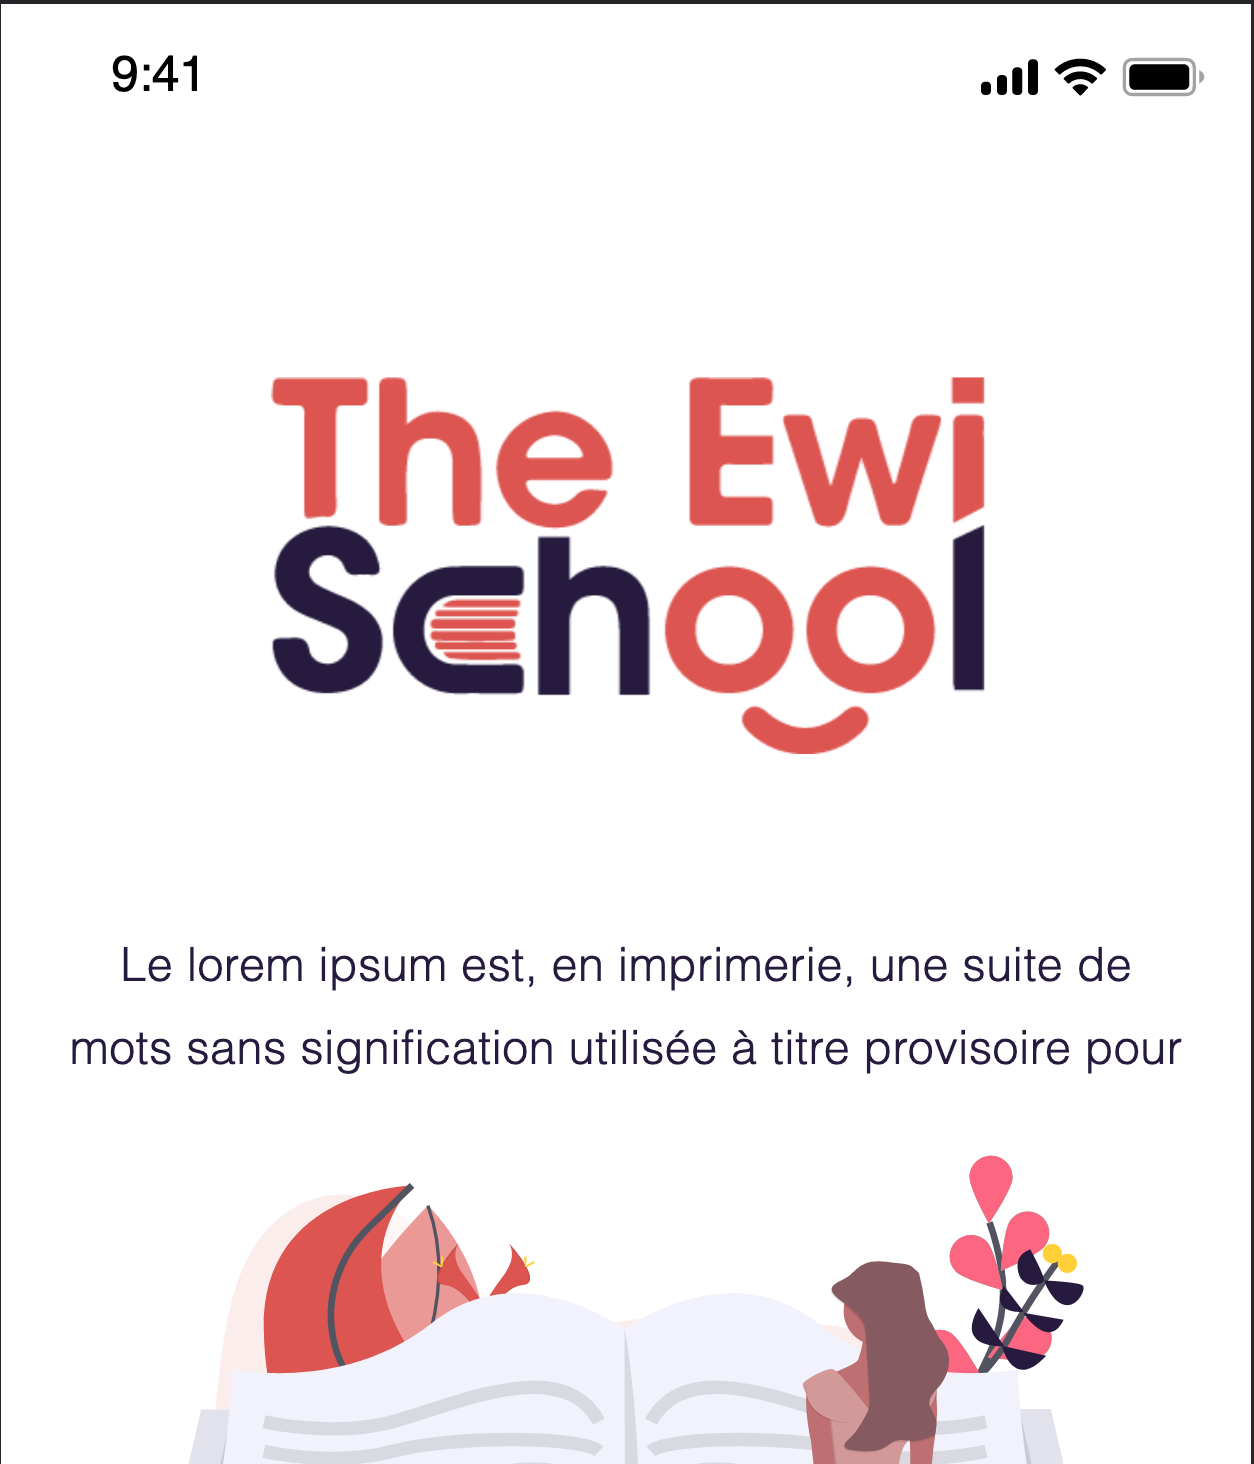 9:41
The Ewi
School
Le lorem ipsum est, en imprimerie, une suite de
mots sans signification utilisée à titre provisoire pour